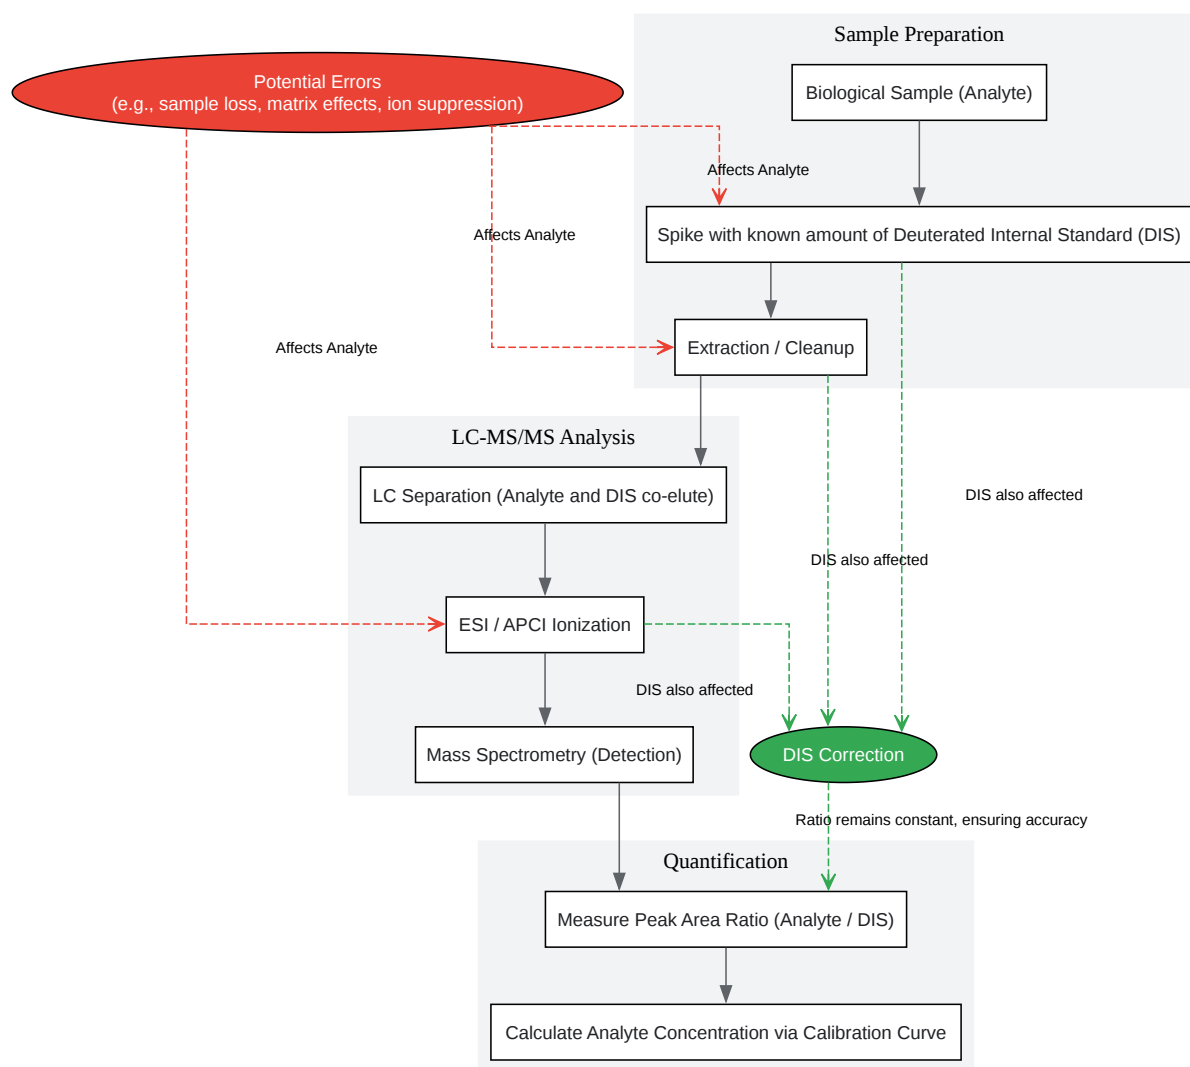 Sample Preparation
Potential Errors
(e.g., sample loss, matrix effects, ion suppression)
Biological Sample (Analyte)
Affects Analyte
Affects Analyte
Spike with known amount of Deuterated Internal Standard (DIS)
Affects Analyte
Extraction / Cleanup
LC-MS/MS Analysis
LC Separation (Analyte and DIS co-elute)
DIS also affected
DIS also affected
ESI / APCI Ionization
DIS also affected
Mass Spectrometry (Detection)
DIS Correction
Ratio remains constant, ensuring accuracy
Quantification
Measure Peak Area Ratio (Analyte / DIS)
Calculate Analyte Concentration via Calibration Curve